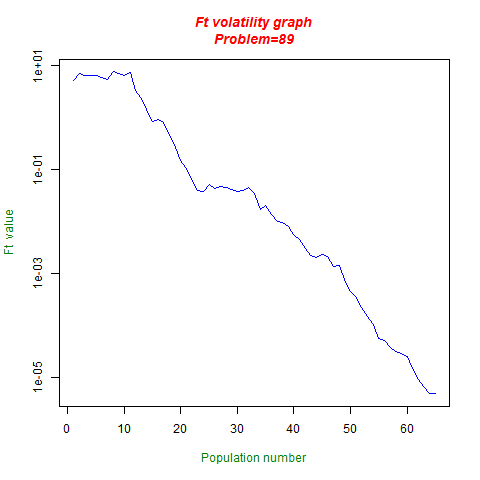 Ft volatility graph
Problem=89
1e+01
1e-01
1e-03
1e-05
Ft value
0 10 20 30 40 50 60
Population number